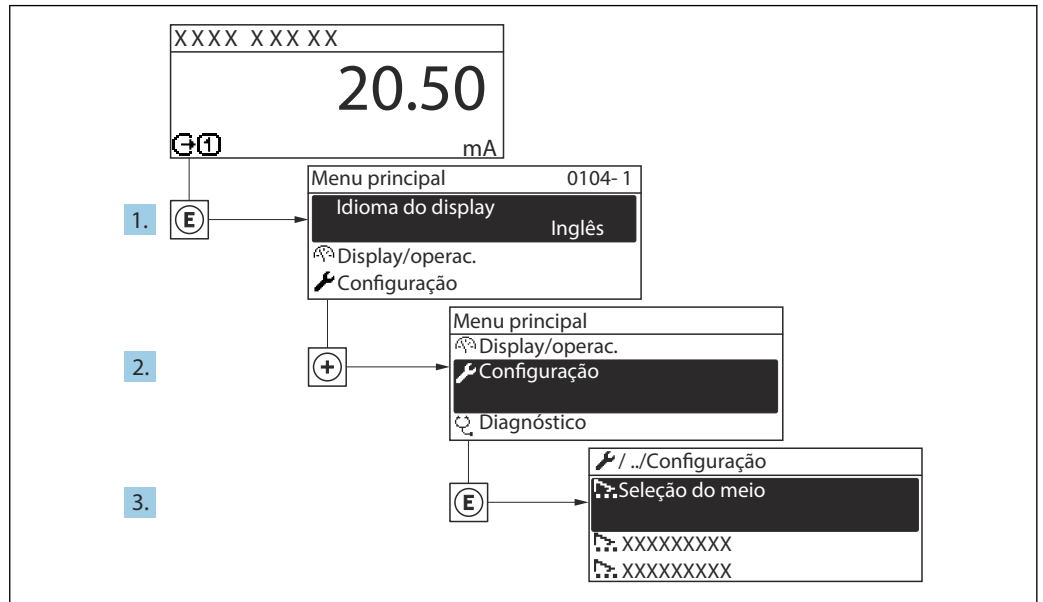 XXXX XXX XX
20.50
1
mA
Menu principal 0104- 1
1.
E
Idioma do display
Inglês
Display/operac.
Configuração
Menu principal
2.
+
Display/operac.
Configuração
Diagnóstico
/ ../Configuração
3.
E
Seleção do meio
XXXXXXXXX
XXXXXXXXX